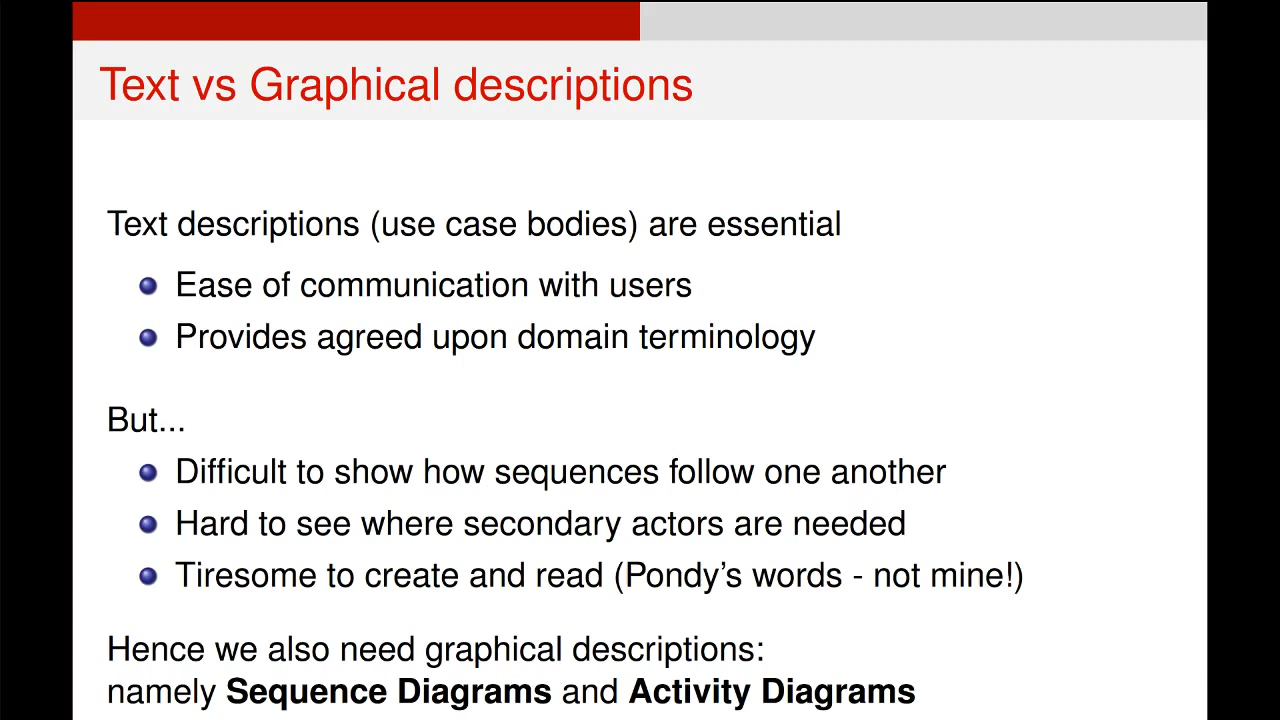 Text vs Graphical descriptions
Text descriptions (use case bodies) are essential
Ease of communication with users
Provides agreed upon domain terminology
But...
Difficult to show how sequences follow one another
Hard to see where secondary actors are needed
Tiresome to create and read (Pondy's words - not mine!)
Hence we also need graphical descriptions:
namely Sequence Diagrams and Activity Diagrams